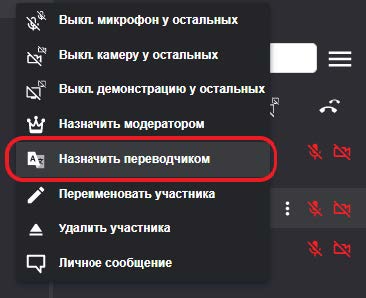 Выкл. микрофон у остальных
Выкл. камеру у остальных
Выкл. демонстрацию у остальных
Назначить модератором
Назначить переводчиком
Переименовать участника
Удалить участника
Личное сообщение